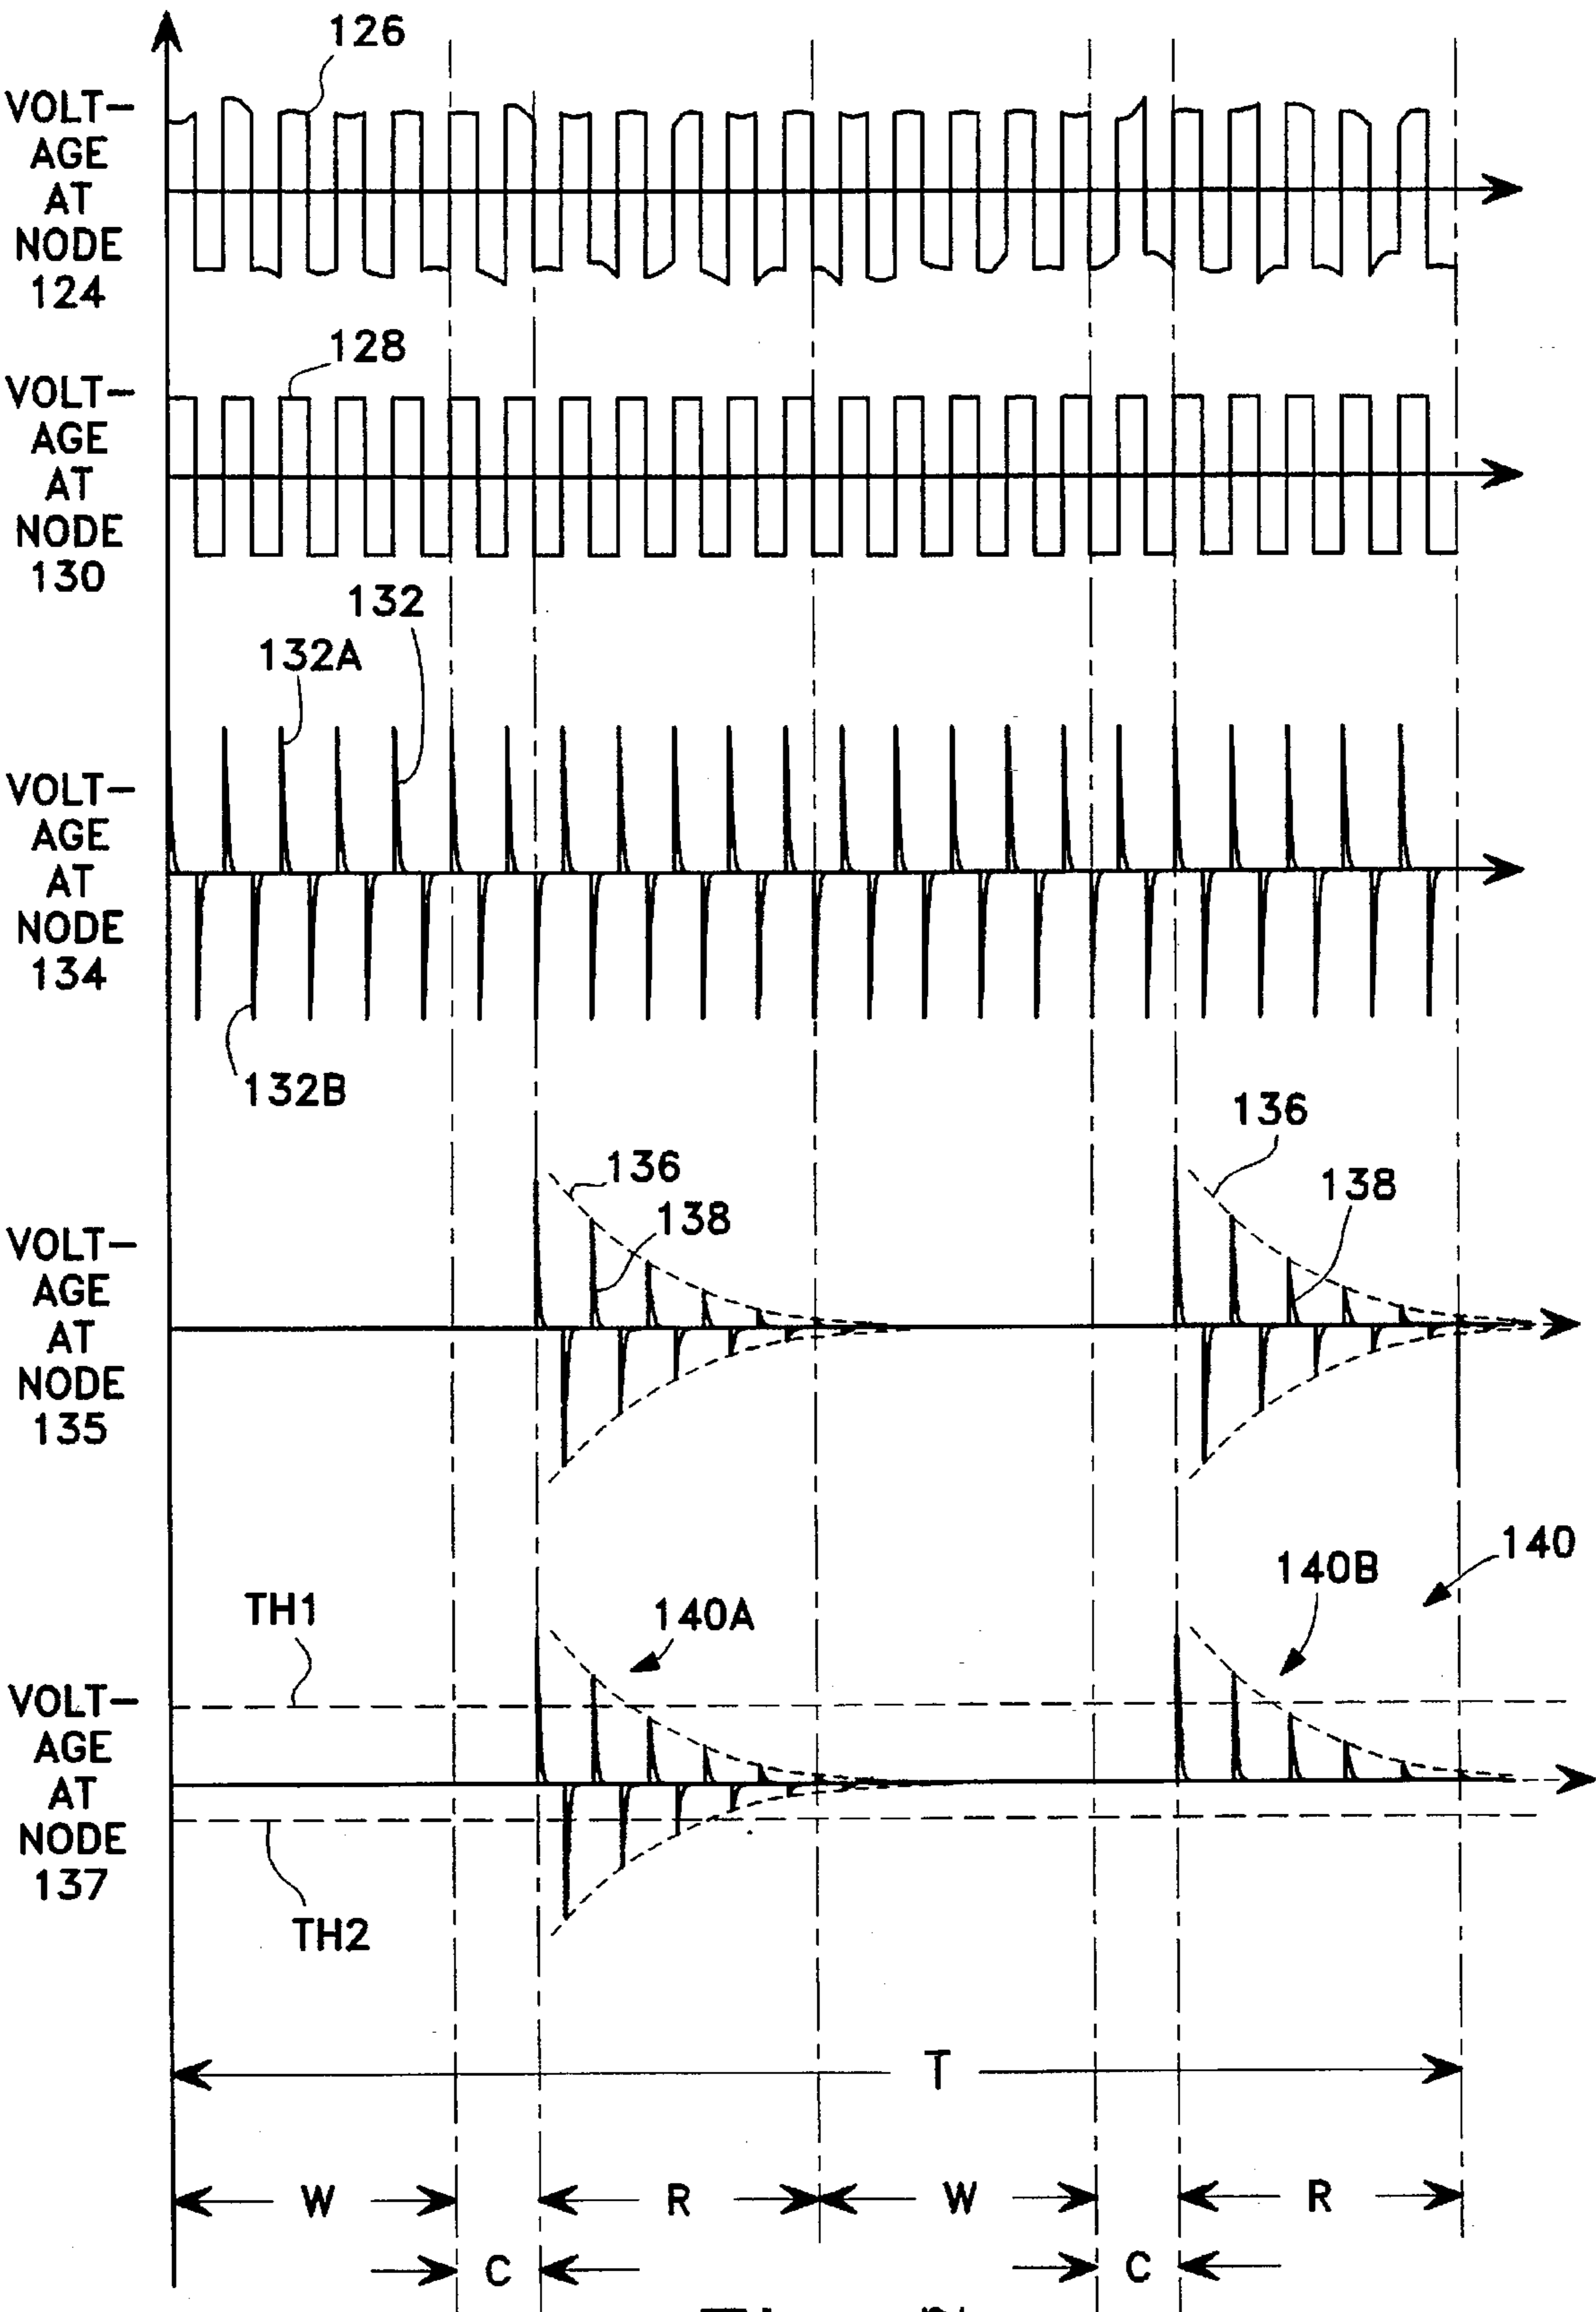 126
VOLT-
AGE
AT
NODE
124
128
VOLT-
AGE
AT
NODE
130
132
132A
VOLT-
AGE
AT
NODE
134
132B
136
138
136
138
VOLT-
AGE
AT
NODE
135
140
140B
140A
TH1
VOLT-
AGE
AT
NODE
137
TH2
T
W R W R
C C